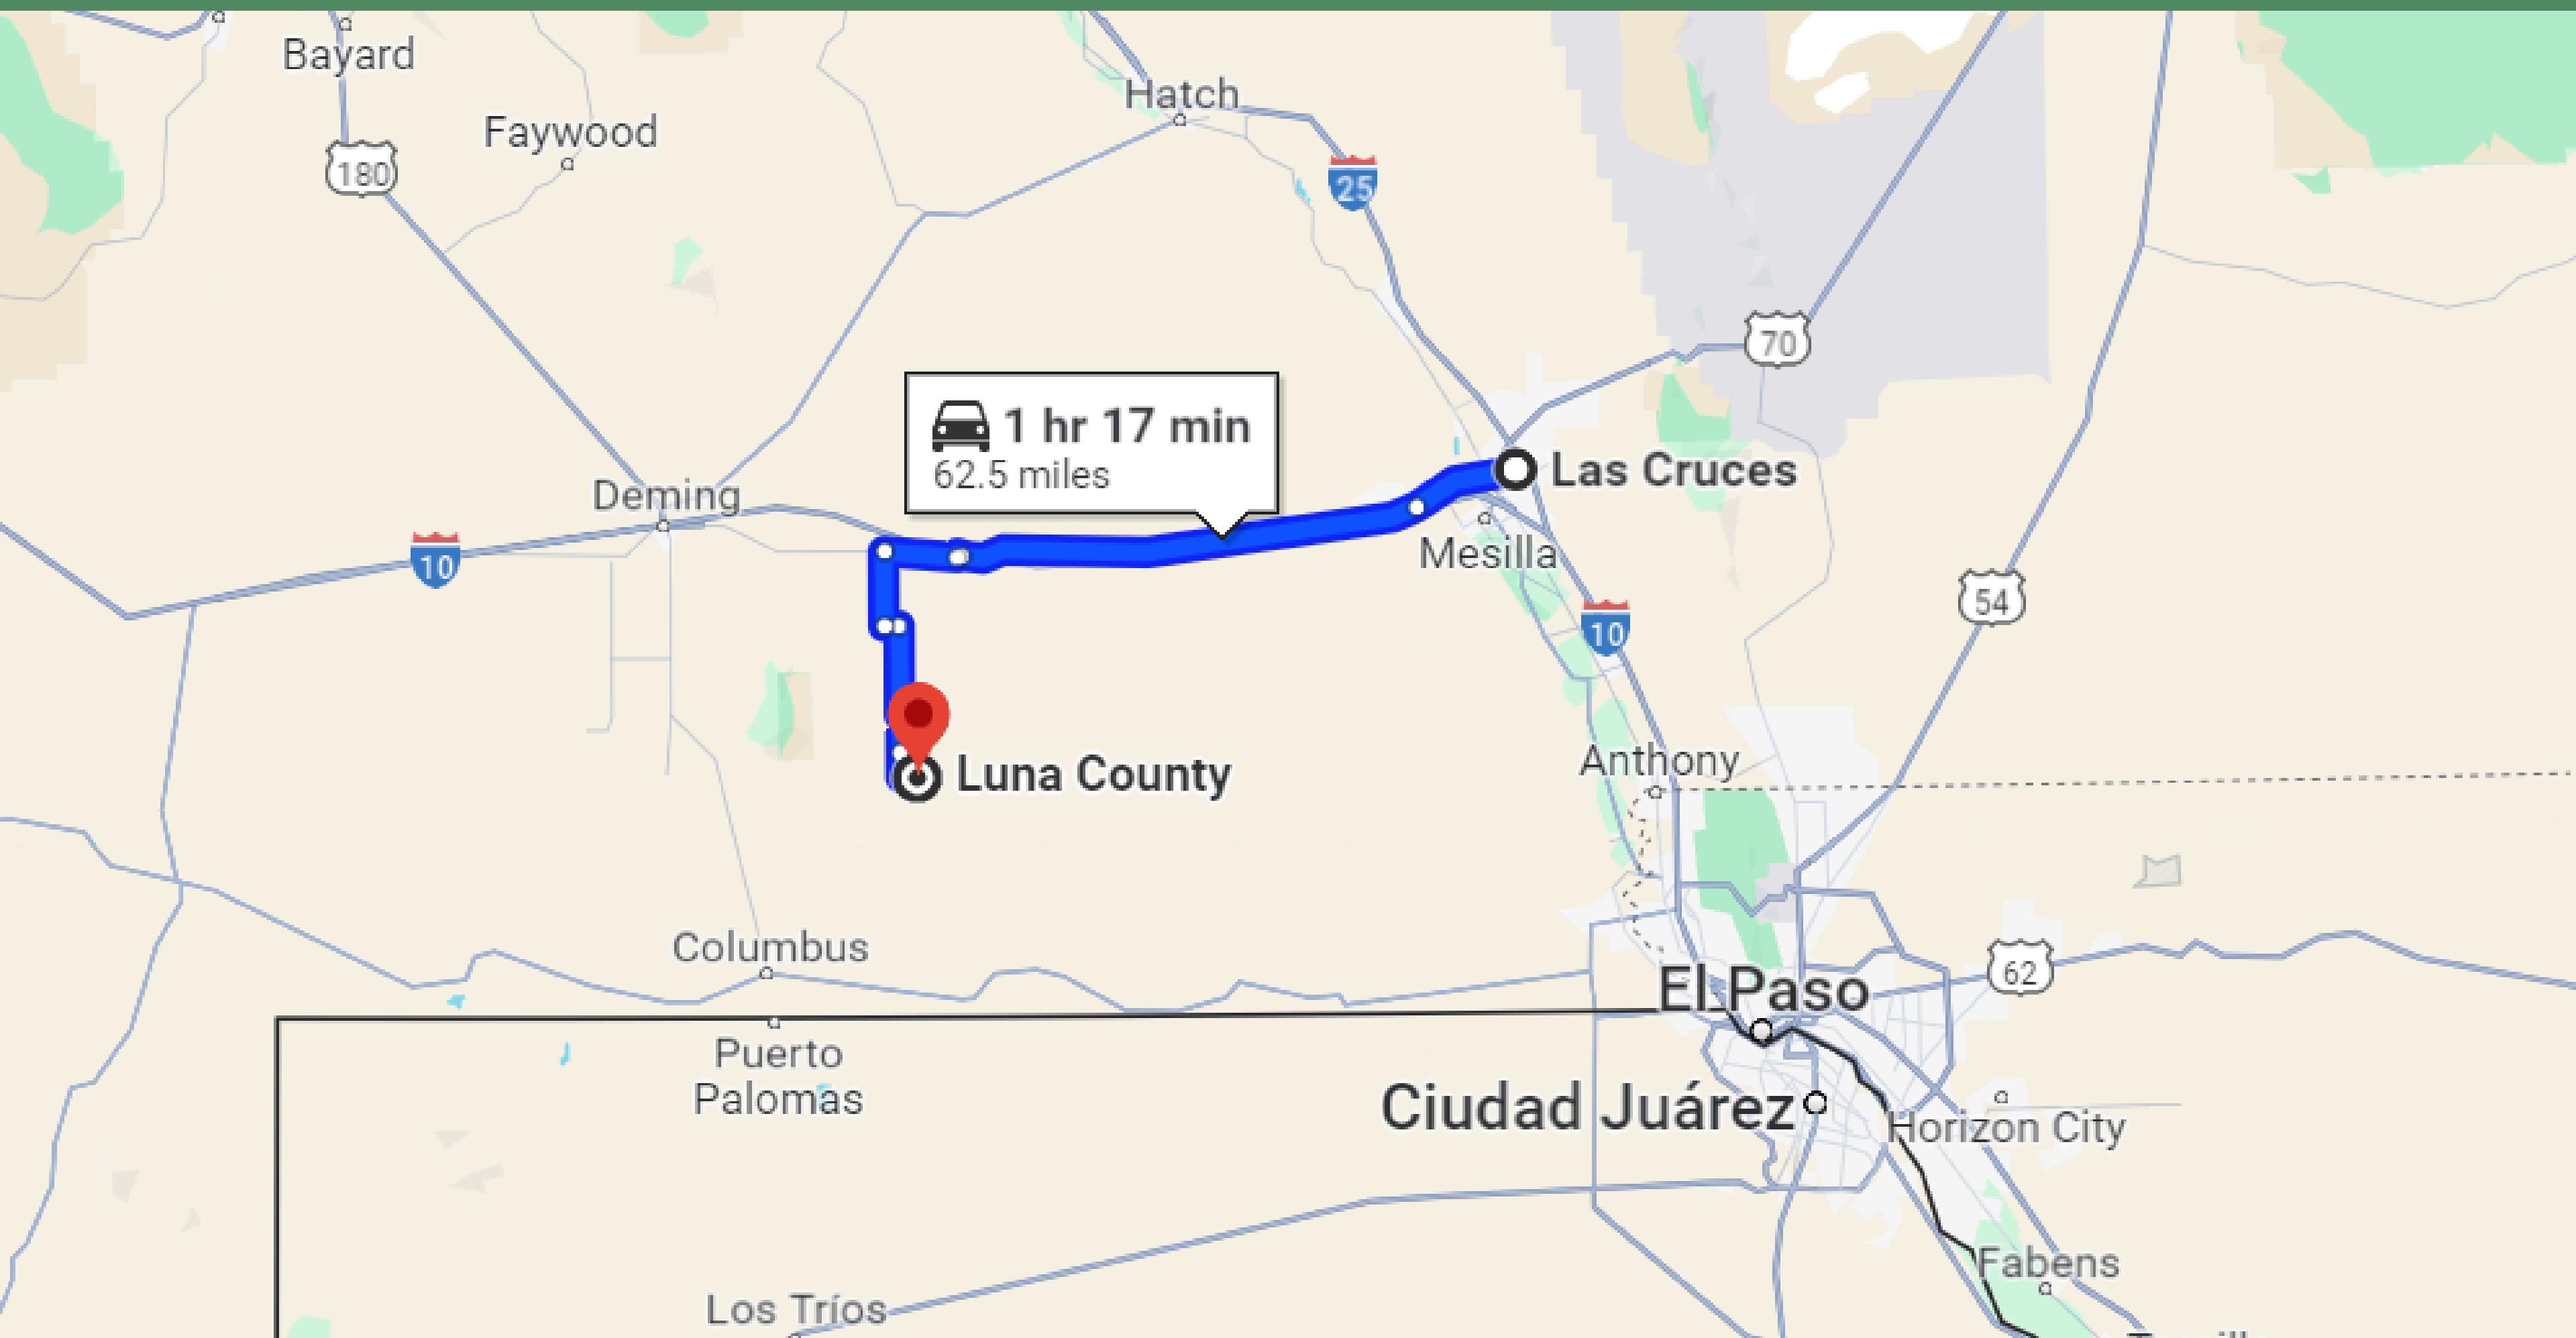 Bayard
Hatch
Faywood
180
25
70
1 hr 17 min
62.5 miles
Las Cruces
Deming
Mesilla
10
54
10
Anthony
Luna County
Columbus
62
El Paso
Puerto
Palomas
Ciudad Juárez
Horizon City
Fabens
Los Tríos